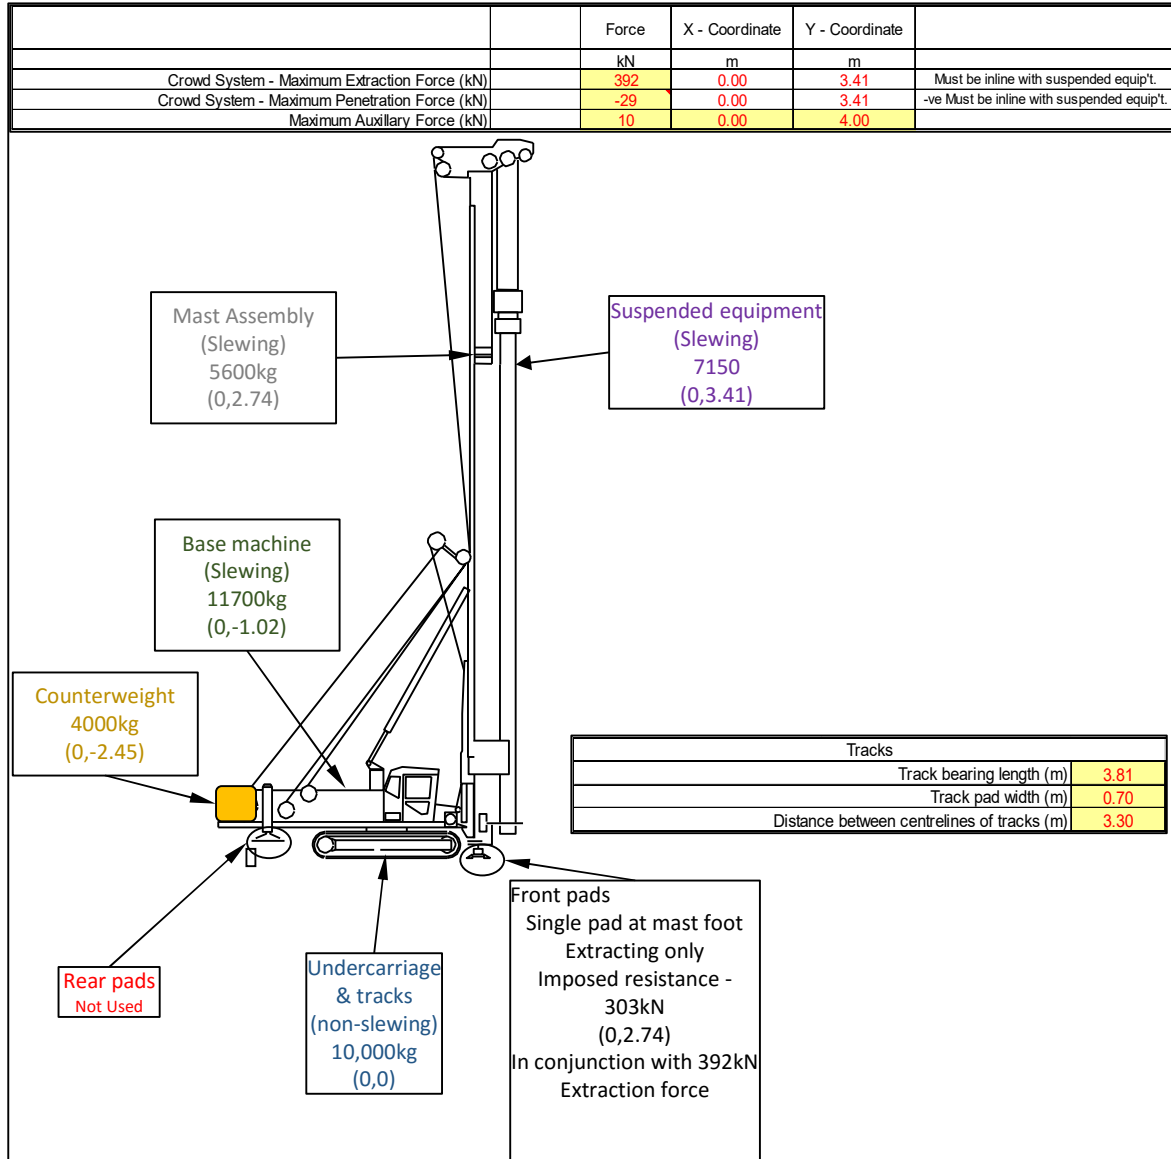 Force X - Coordinate Y - Coordinate
kN m m
Crowd System - Maximum Extraction Force (kN) 392 0.00 3.41 Must be inline with suspended equip't.
Crowd System - Maximum Penetration Force (kN) -29 0.00 3.41 -ve Must be inline with suspended equip't.
Maximum Auxillary Force (kN) 10 0.00 4.00
Mast Assembly
(Slewing)
5600kg
(0,2.74)
Suspended equipment
(Slewing)
7150
(0,3.41)
Base machine
(Slewing)
11700kg
(0,-1.02)
Counterweight
4000kg
(0,-2.45)
Tracks
Track bearing length (m) 3.81
Track pad width (m) 0.70
Distance between centrelines of tracks (m) 3.30
Rear pads
Not Used
Undercarriage
& tracks
(non-slewing)
10,000kg
(0,0)
Front pads
Single pad at mast foot
Extracting only
Imposed resistance -
303kN
(0,2.74)
In conjunction with 392kN
Extraction force